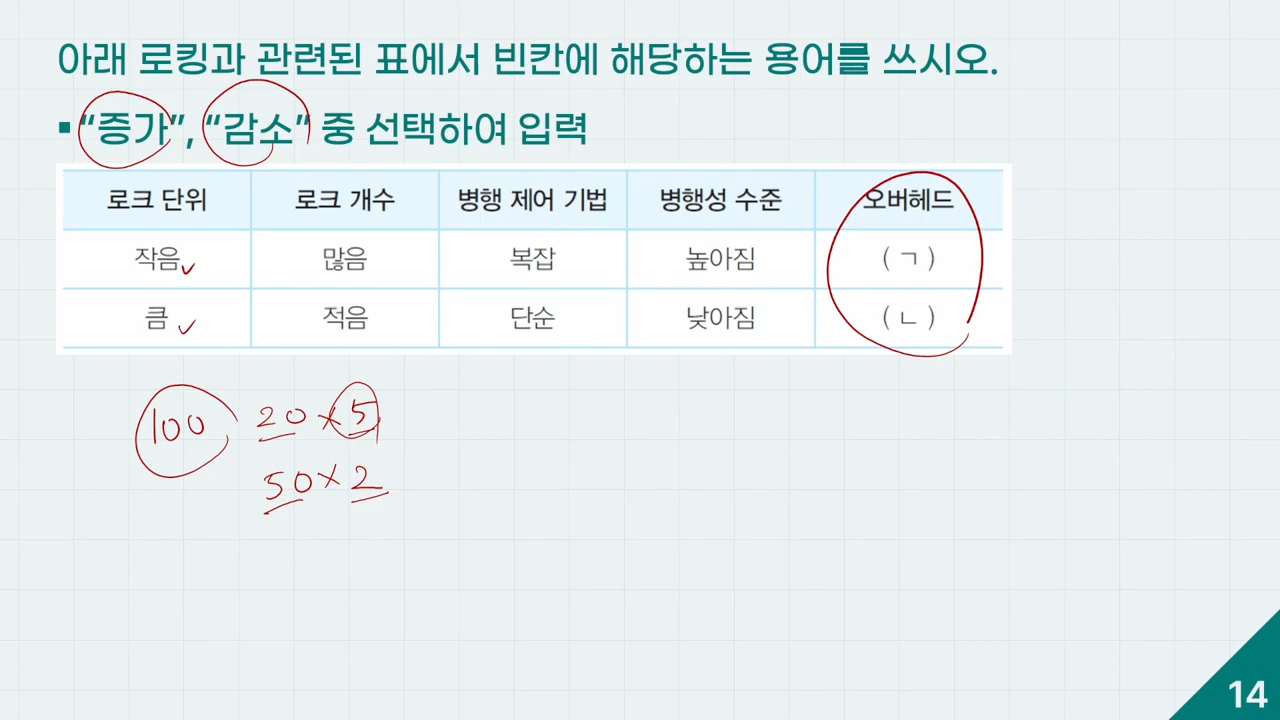 아래 로킹과 관련된 표에서 빈칸에 해당하는 용어를 쓰시오.
▪ “증가”, “감소” 중 선택하여 입력
로크 단위 로크 개수 병행 제어 기법 병행성 수준 오버헤드
작음 많음 복잡 높아짐 ( ㄱ )
큼 적음 단순 낮아짐 ( ㄴ )
100 20 × 5
50 × 2
14